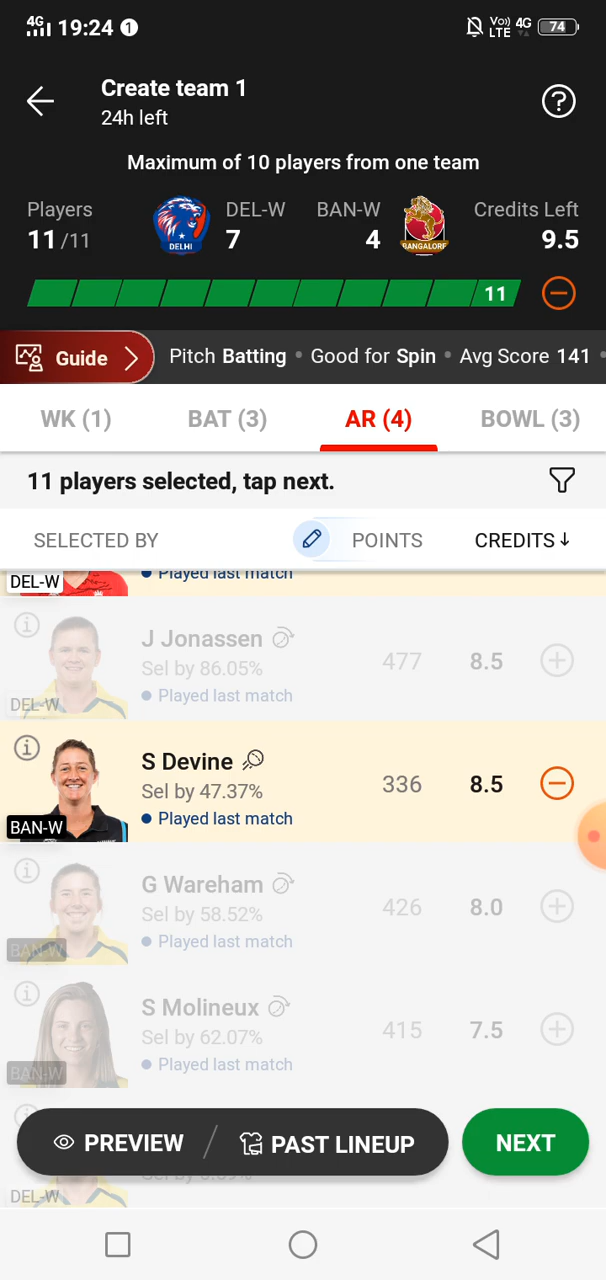 4G 19:24 1 Vo)) LTE 4G 74
Create team 1
24h left
Maximum of 10 players from one team
Players DEL-W BAN-W Credits Left
11/11 DELHI 7 4 BANGALORE 9.5
11
Guide Pitch Batting • Good for Spin • Avg Score 141
WK (1) BAT (3) AR (4) BOWL (3)
11 players selected, tap next.
SELECTED BY POINTS CREDITS↓
DEL-W Played last match
J Jonassen
Sel by 86.05% 477 8.5
DEL-W Played last match
S Devine
Sel by 47.37% 336 8.5
BAN-W Played last match
G Wareham
Sel by 58.52% 426 8.0
BAN-W Played last match
S Molineux
Sel by 62.07% 415 7.5
BAN-W Played last match
PREVIEW / PAST LINEUP NEXT
DEL-W